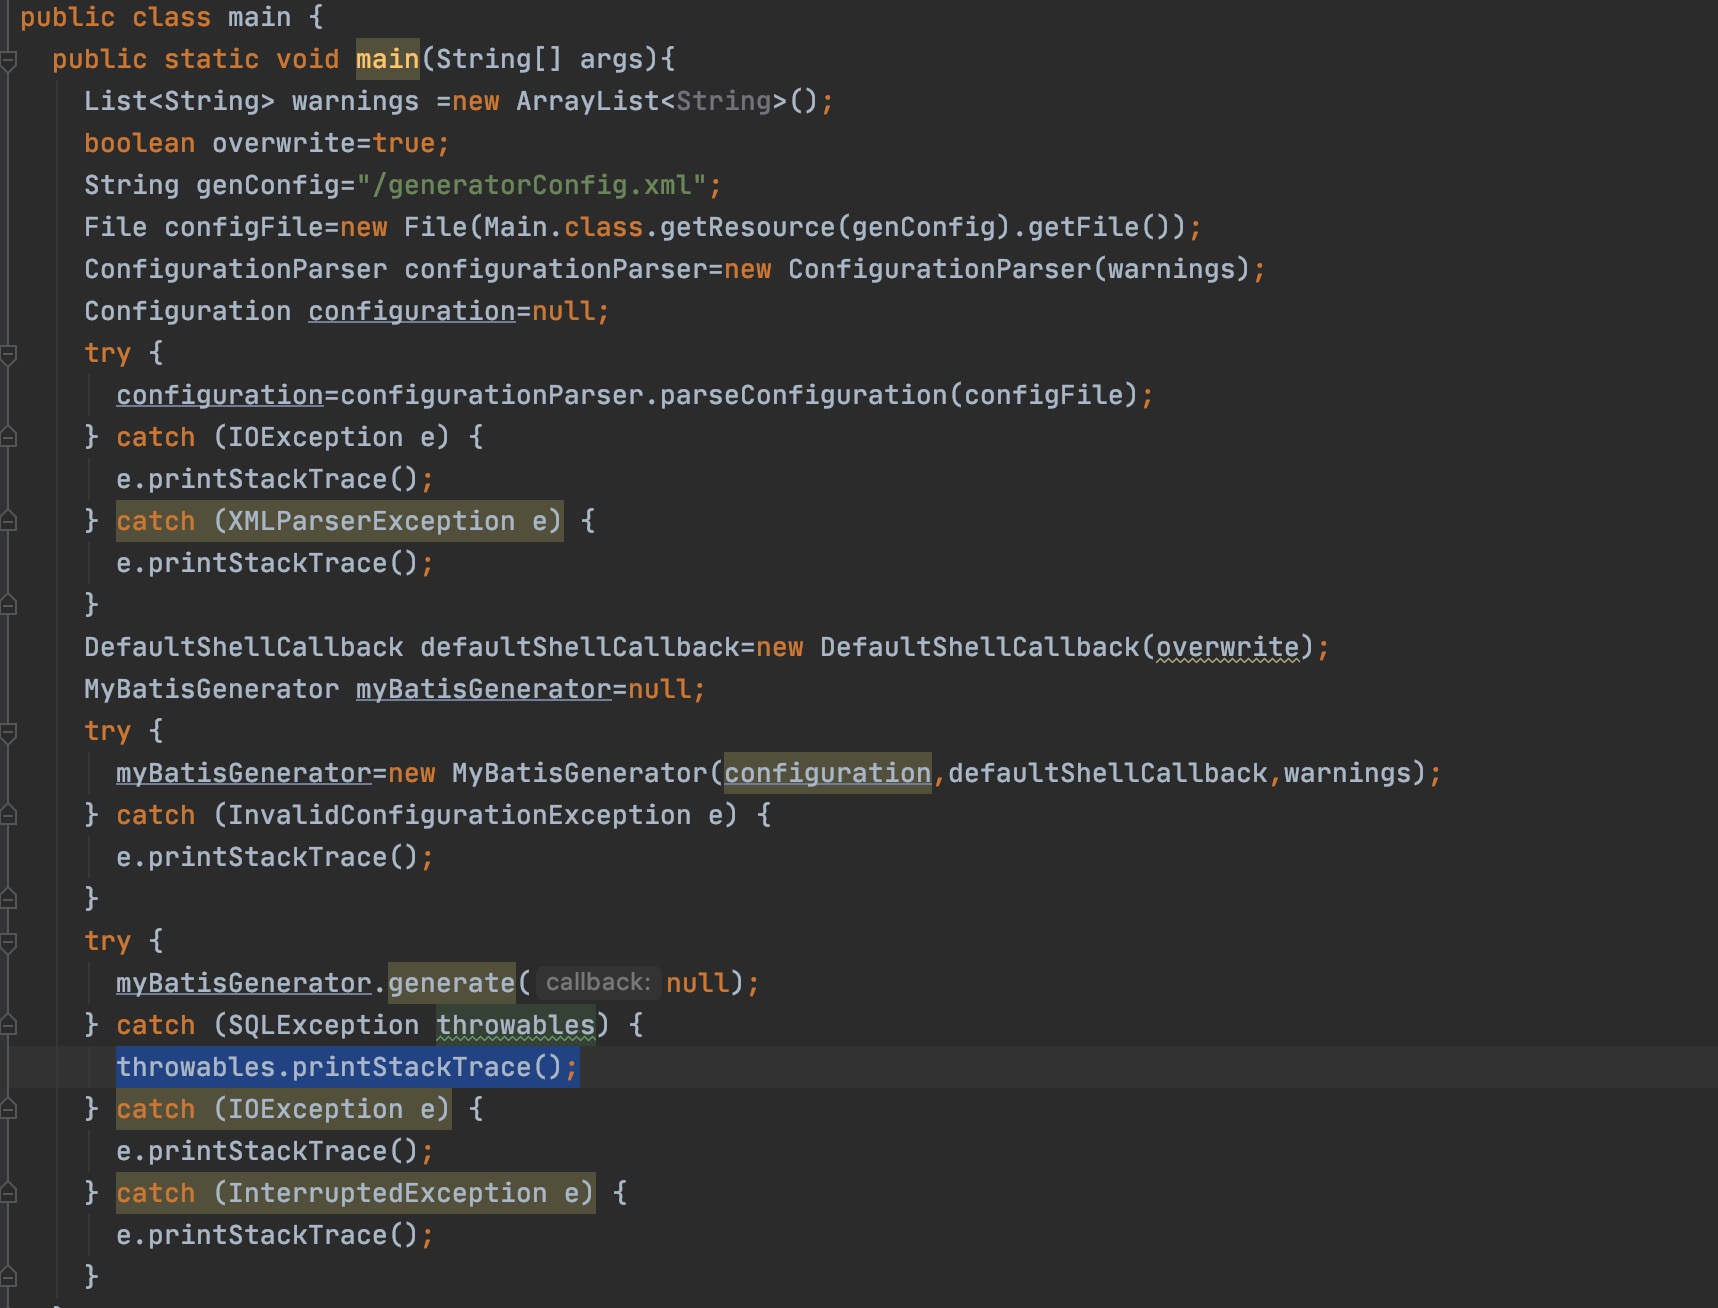 public class main {
public static void main(String[] args){
List<String> warnings =new ArrayList<String>();
boolean overwrite=true;
String genConfig="/generatorConfig.xml";
File configFile=new File(Main.class.getResource(genConfig).getFile());
ConfigurationParser configurationParser=new ConfigurationParser(warnings);
Configuration configuration=null;
try {
configuration=configurationParser.parseConfiguration(configFile);
} catch (IOException e) {
e.printStackTrace();
} catch (XMLParserException e) {
e.printStackTrace();
}
DefaultShellCallback defaultShellCallback=new DefaultShellCallback(overwrite);
MyBatisGenerator myBatisGenerator=null;
try {
myBatisGenerator=new MyBatisGenerator(configuration,defaultShellCallback,warnings);
} catch (InvalidConfigurationException e) {
e.printStackTrace();
}
try {
myBatisGenerator.generate( callback: null);
} catch (SQLException throwables) {
throwables.printStackTrace();
} catch (IOException e) {
e.printStackTrace();
} catch (InterruptedException e) {
e.printStackTrace();
}